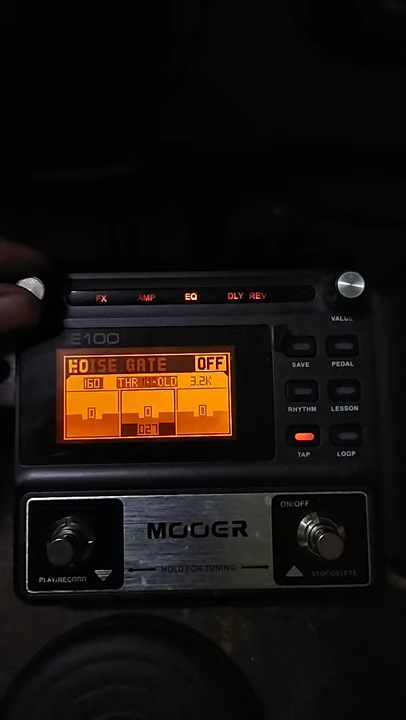 FX AMP EQ DLY REV
VALUE
E100
NOISE GATE OFF
160 3.2K
0 0 0
027
SAVE PEDAL
RHYTHM LESSON
TAP LOOP
MOOER
ON/OFF
PLAY/RECORD HOLD FOR TUNING STOP/DELETE